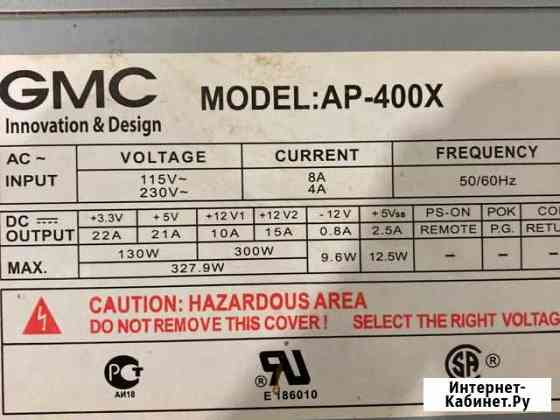 GMC
Innovation & Design
MODEL:AP-400X
AC ~ INPUT VOLTAGE CURRENT FREQUENCY
115V~ 8A
230V~ 4A
50/60Hz
DC OUTPUT +3.3V +5V +12V1 +12V2 -12V +5VSB PS-ON POK
22A 21A 10A 15A 0.8A 2.5A REMOTE P.G.
MAX. 130W 300W 9.6W 12.5W - - -
327.9W
CAUTION: HAZARDOUS AREA
DO NOT REMOVE THIS COVER ! SELECT THE RIGHT VOLTAG
РСТ
АИ18
® ®
E186010
SA
Интернет-
Кабинет.Ру